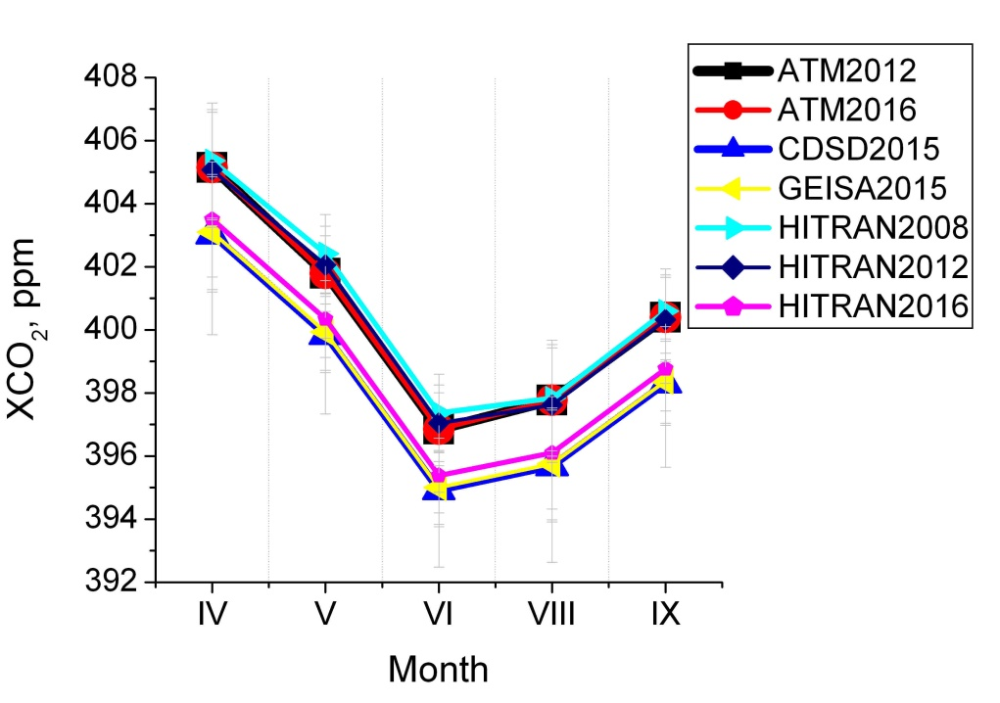 408
406
404
402
400
398
396
394
392
XCO2, ppm
IV V VI VIII IX
Month
ATM2012
ATM2016
CDSD2015
GEISA2015
HITRAN2008
HITRAN2012
HITRAN2016